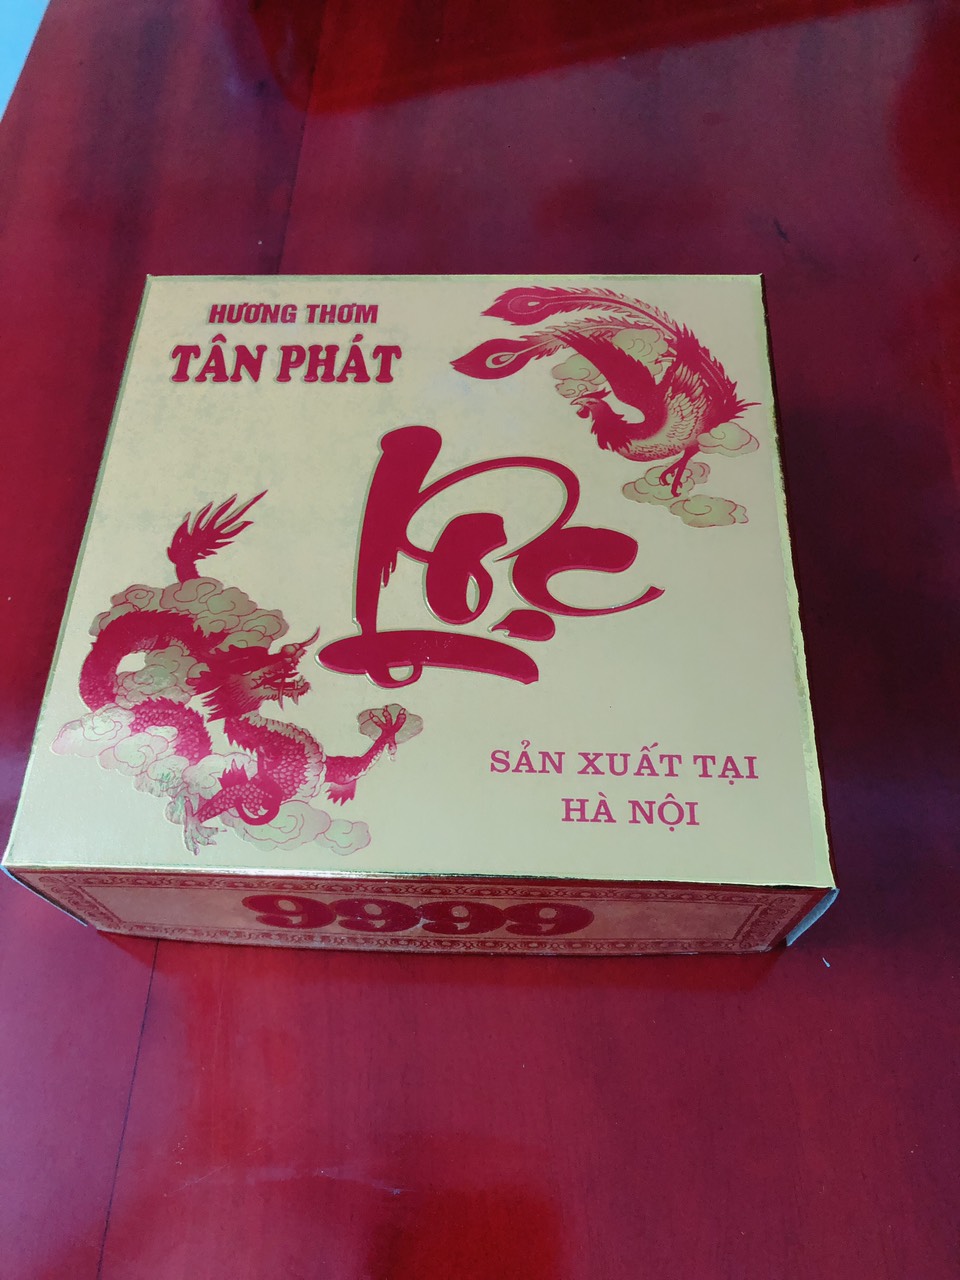 HƯƠNG THƠM
TÂN PHÁT
Lộc
SẢN XUẤT TẠI
HÀ NỘI
9999